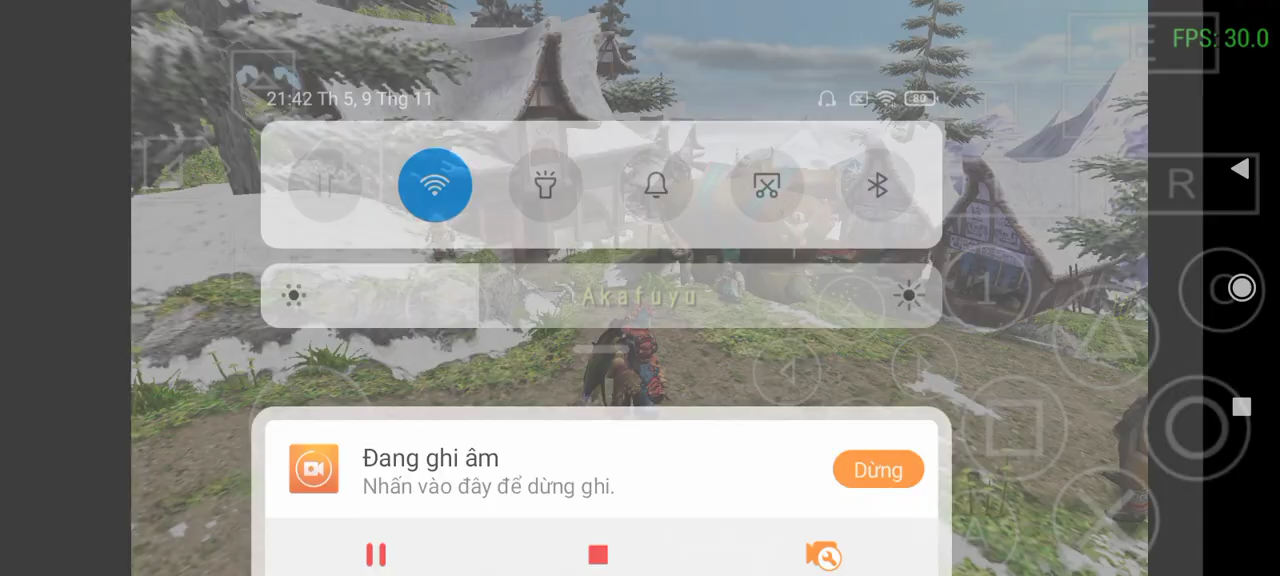 FPS: 30.0
21:42 Th 5, 9 Thg 11
80
R
1
Akafuyu
Đang ghi âm
Nhấn vào đây để dừng ghi.
Dừng